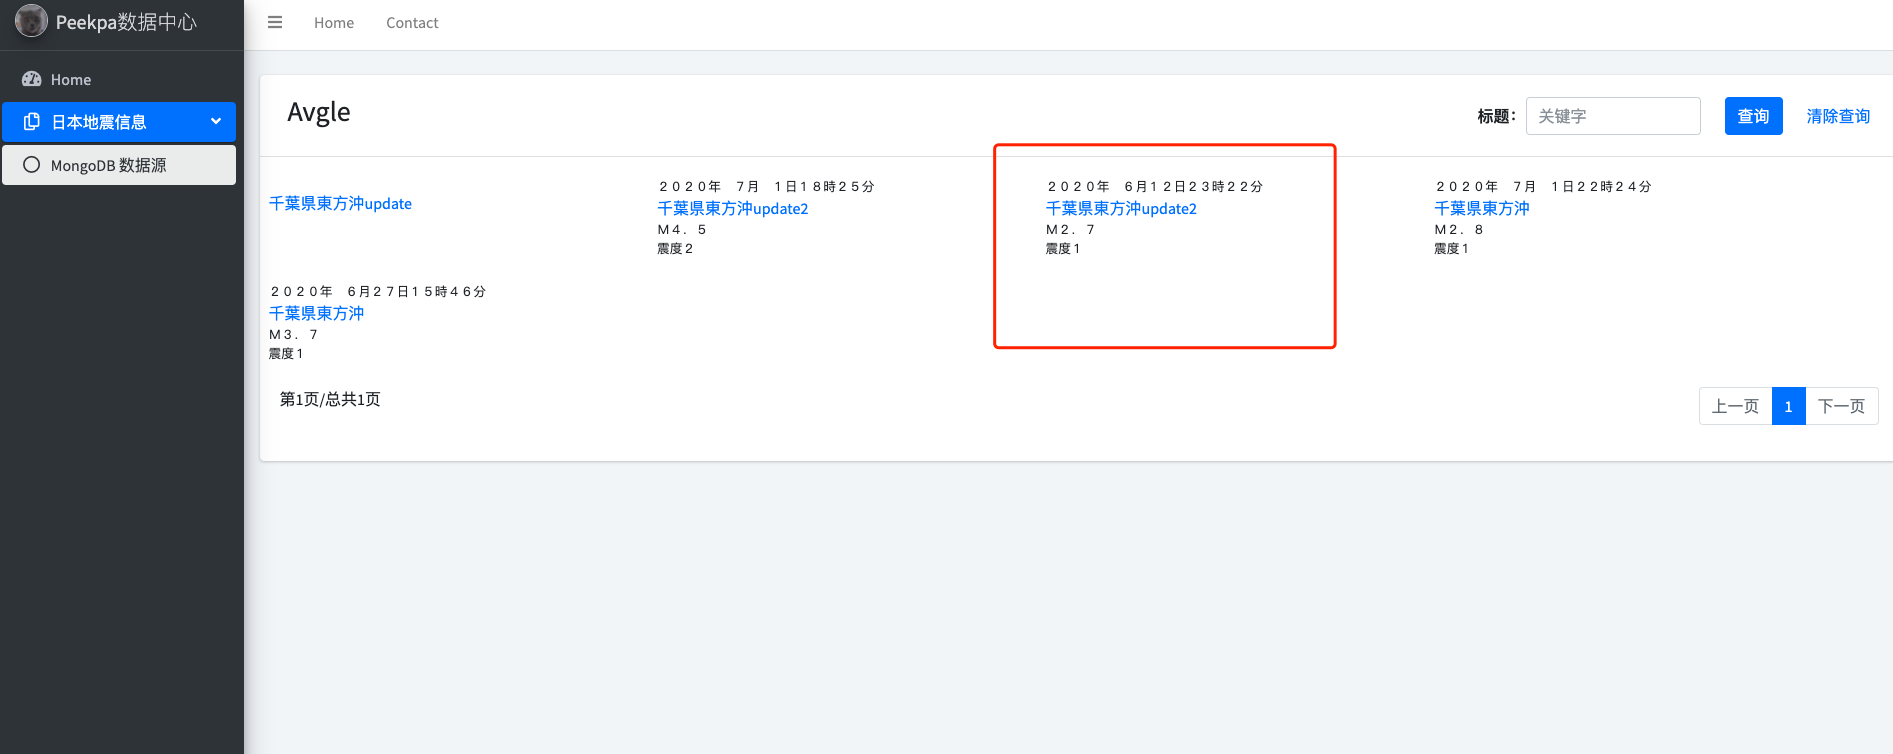 Peekpa数据中心
Home
Contact
Home
日本地震信息
MongoDB 数据源
Avgle
标题：
关键字
查询
清除查询
千葉県東方沖update
２０２０年　７月　１日１８時２５分
千葉県東方沖update2
Ｍ４．５
震度２
２０２０年　６月１２日２３時２２分
千葉県東方沖update2
Ｍ２．７
震度１
２０２０年　７月　１日２２時２４分
千葉県東方沖
Ｍ２．８
震度１
２０２０年　６月２７日１５時４６分
千葉県東方沖
Ｍ３．７
震度１
第1页/总共1页
上一页
1
下一页